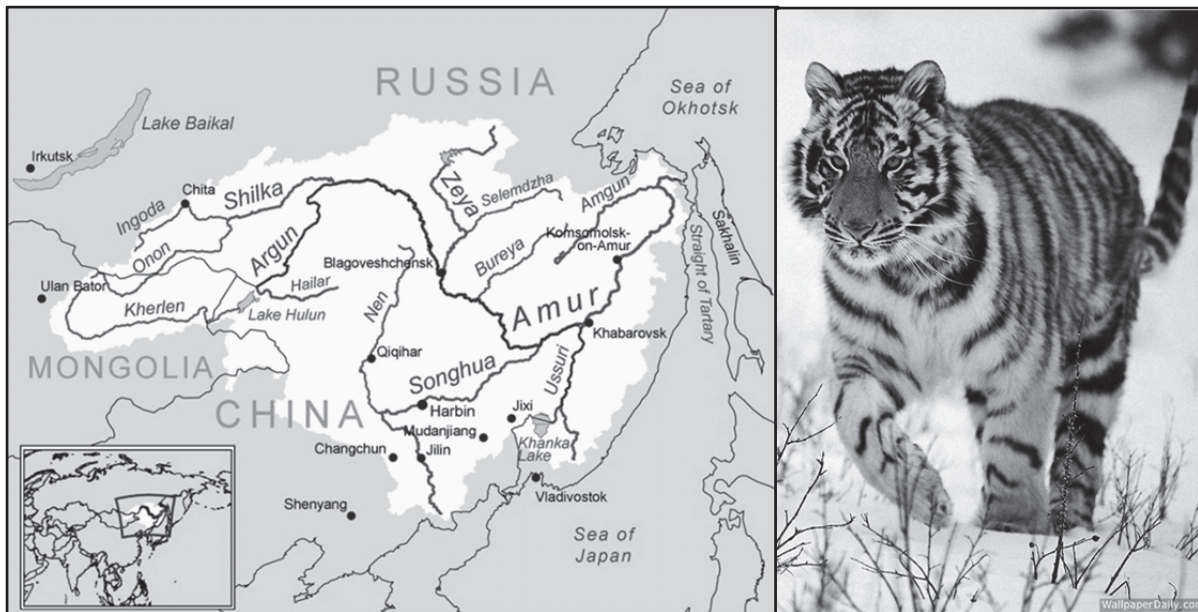 RUSSIA
Sea of
Okhotsk
Lake Baikal
Irkutsk
Chita
Shilka
Ingoda
Onon
Argun
Zeya
Selemdzha
Amgun
Bureya
Komsomolsk-
on-Amur
Sakhalin
Straight of Tartary
Blagoveshchensk
Ulan Bator
Kherlen
Hailar
Lake Hulun
Nen
Amur
Khabarovsk
MONGOLIA
Qiqihar
Songhua
Ussuri
CHINA
Harbin
Jixi
Mudanjiang
Khanka
Lake
Changchun
Jilin
Vladivostok
Shenyang
Sea of
Japan
WallpaperDaily.com